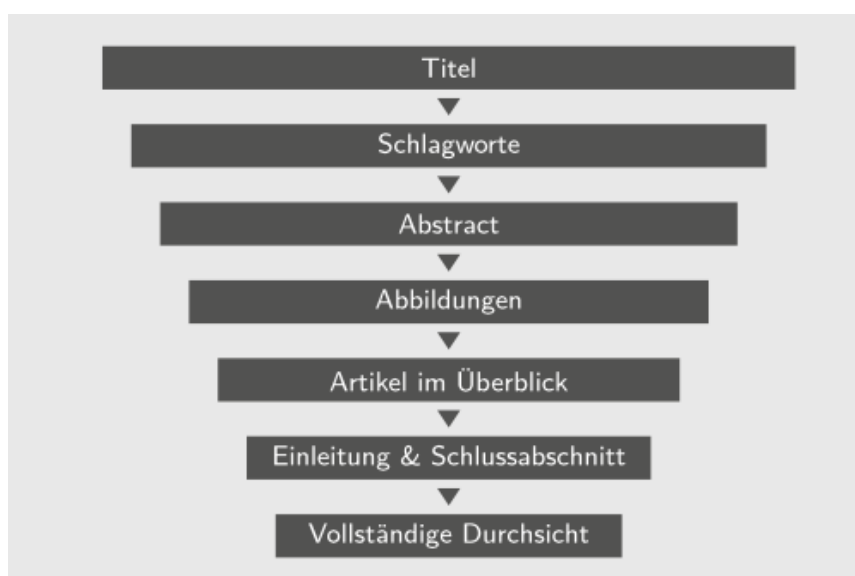 Titel
Schlagworte
Abstract
Abbildungen
Artikel im Überblick
Einleitung & Schlussabschnitt
Vollständige Durchsicht